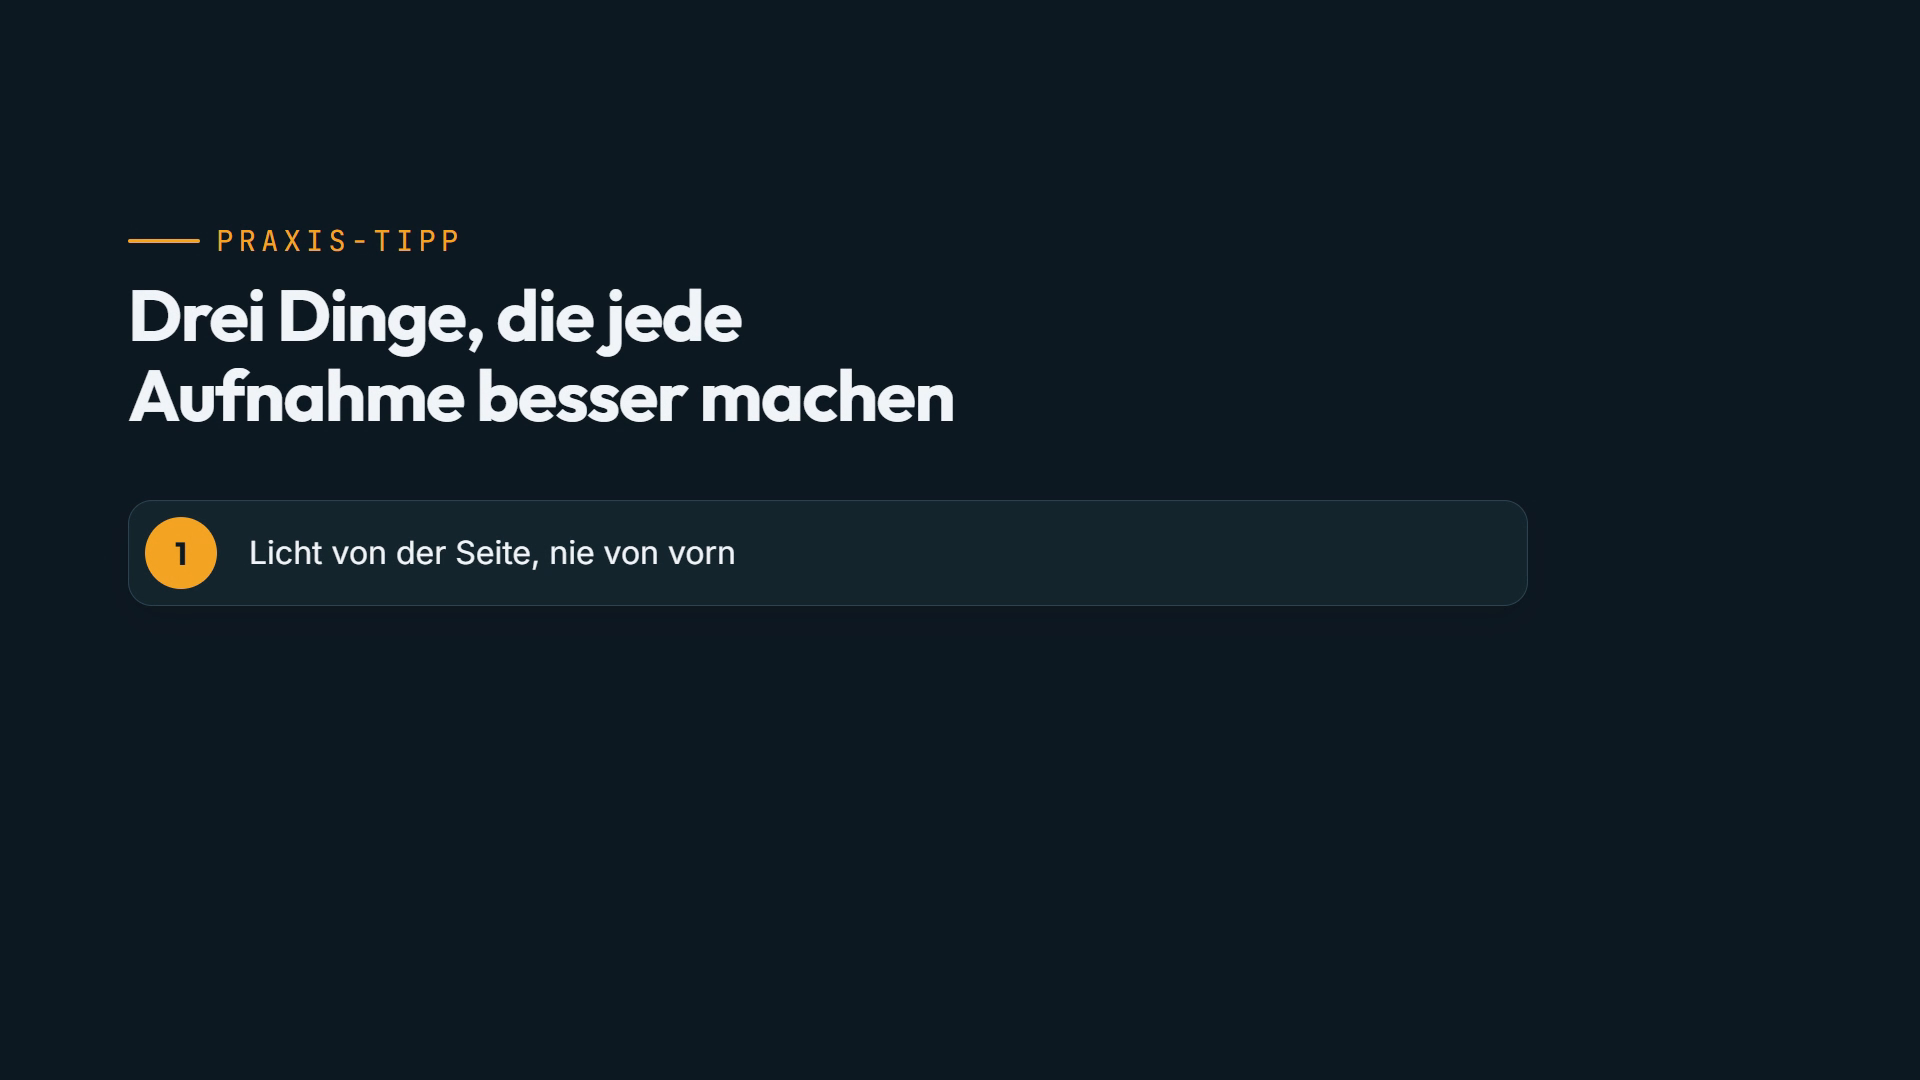 PRAXIS-TIPP
Drei Dinge, die jede
Aufnahme besser machen
1 Licht von der Seite, nie von vorn